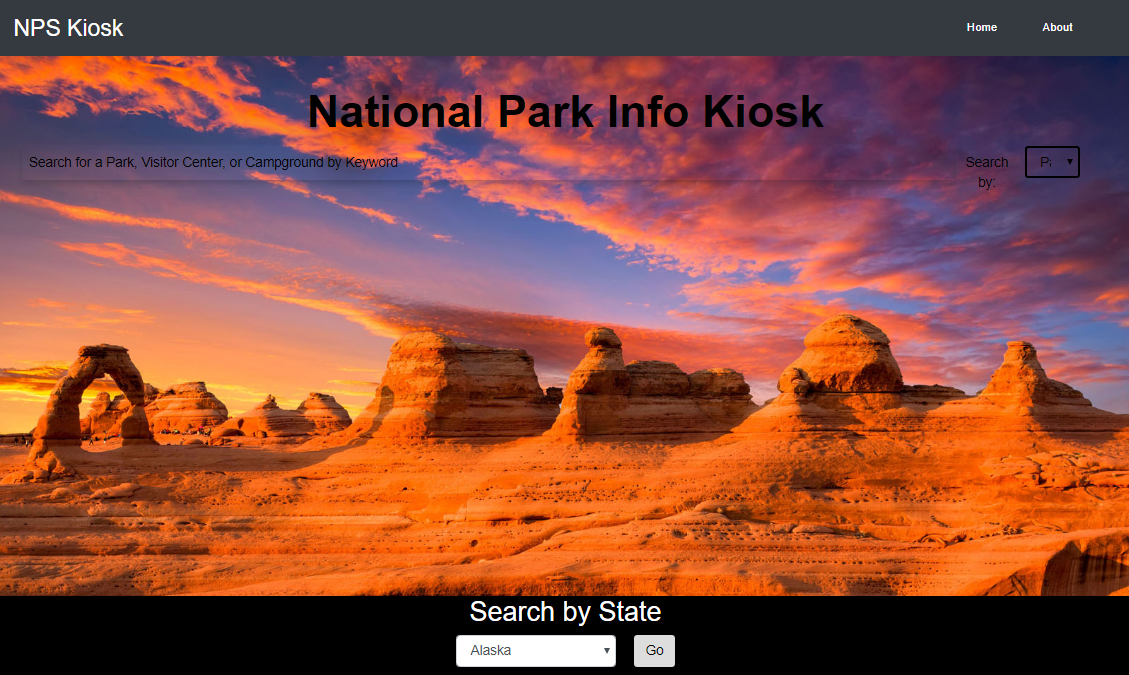 NPS Kiosk
Home
About
National Park Info Kiosk
Search for a Park, Visitor Center, or Campground by Keyword
Search
by:
Search by State
Alaska
Go